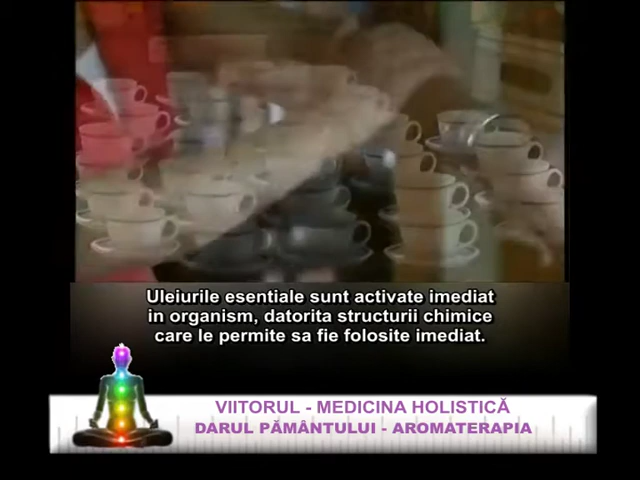 Uleiurile esentiale sunt activate imediat
in organism, datorita structurii chimice
care le permite sa fie folosite imediat.
VIITORUL - MEDICINA HOLISTICĂ
DARUL PĂMÂNTULUI - AROMATERAPIA